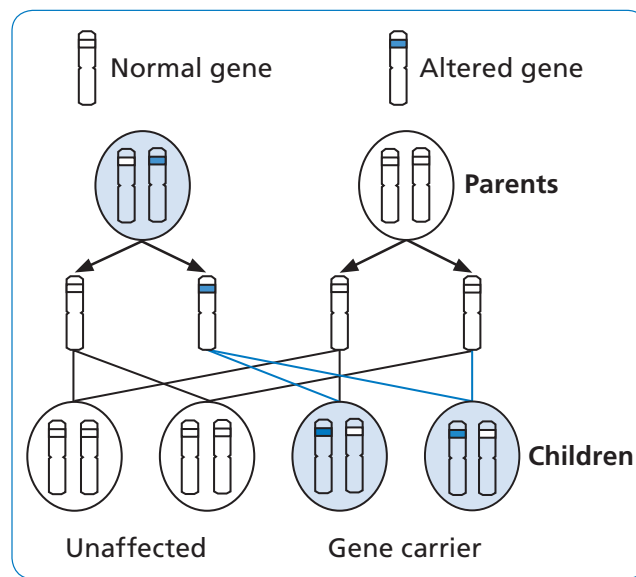 Normal gene
Altered gene
Parents
Children
Unaffected
Gene carrier